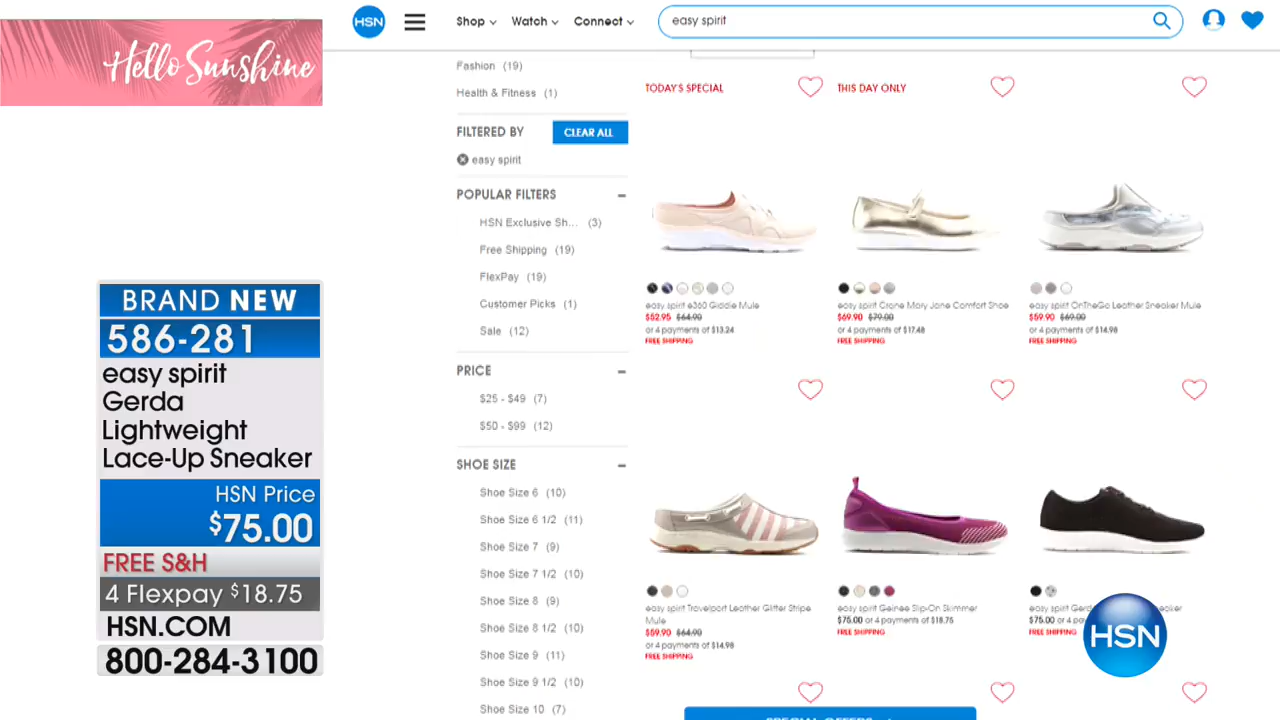 Hello Sunshine
HSN
Shop
Watch
Connect
easy spirit
Fashion (19)
Health & Fitness (1)
FILTERED BY
CLEAR ALL
easy spirit
POPULAR FILTERS
HSN Exclusive Sh... (3)
Free Shipping (19)
FlexPay (19)
Customer Picks (1)
Sale (12)
PRICE
$25 - $49 (7)
$50 - $99 (12)
SHOE SIZE
Shoe Size 6 (10)
Shoe Size 6 1/2 (11)
Shoe Size 7 (9)
Shoe Size 7 1/2 (10)
Shoe Size 8 (9)
Shoe Size 8 1/2 (10)
Shoe Size 9 (11)
Shoe Size 9 1/2 (10)
Shoe Size 10 (7)
TODAY'S SPECIAL
easy spirit e360 Giddie Mule
$52.95 $64.90
or 4 payments of $13.24
FREE SHIPPING
THIS DAY ONLY
easy spirit Crane Mary Jane Comfort Shoe
$69.90 $79.00
or 4 payments of $17.48
FREE SHIPPING
easy spirit OnTheGo Leather Sneaker Mule
$59.90 $69.00
or 4 payments of $14.98
FREE SHIPPING
easy spirit Travelport Leather Glitter Stripe
Mule
$59.90 $64.90
or 4 payments of $14.98
FREE SHIPPING
easy spirit Geinee Slip-On Skimmer
$75.00 or 4 payments of $18.75
FREE SHIPPING
easy spirit
$75.00 or 4
FREE SHIPPING
HSN
SPECIAL OFFERS
BRAND NEW
586-281
easy spirit
Gerda
Lightweight
Lace-Up Sneaker
HSN Price
$75.00
FREE S&H
4 Flexpay $18.75
HSN.COM
800-284-3100